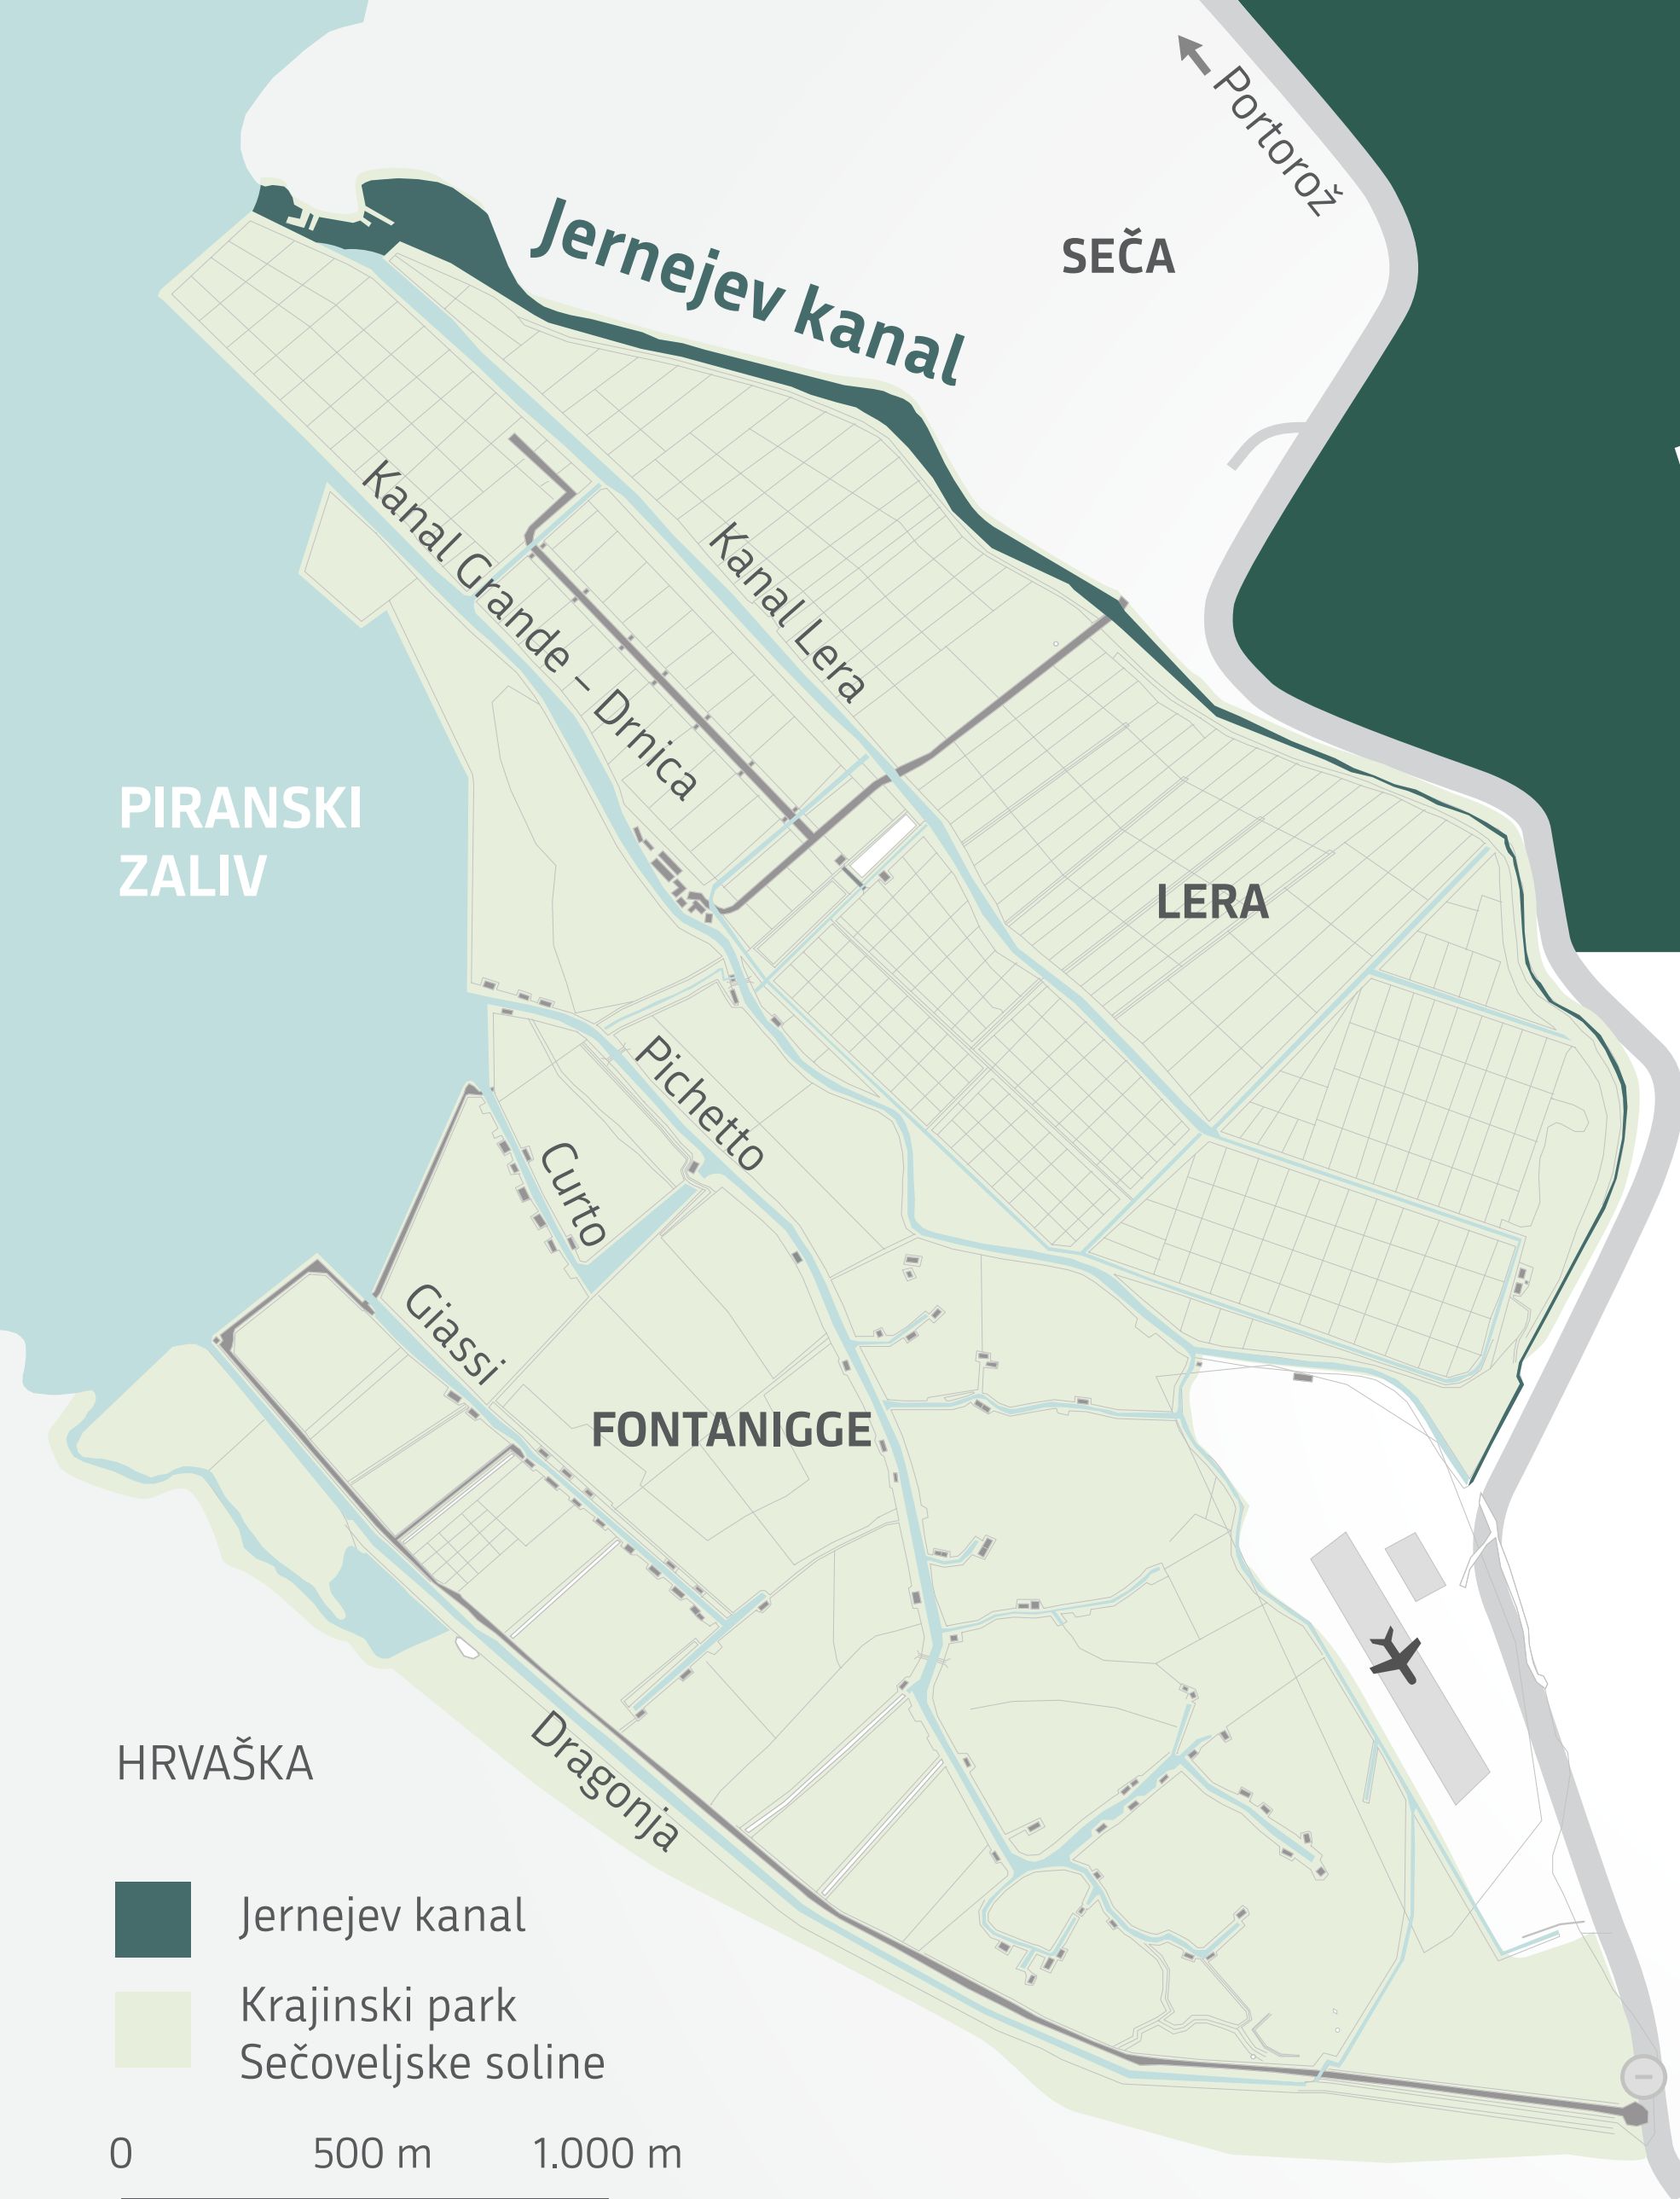 Portorož
SEČA
Jernejev kanal
Kanal Grande – Drnica
Kanal Lera
PIRANSKI
ZALIV
LERA
Pichetto
Curto
Giassi
FONTANIGGE
Dragonja
HRVAŠKA
Jernejev kanal
Krajinski park
Sečoveljske soline
0 500 m 1.000 m